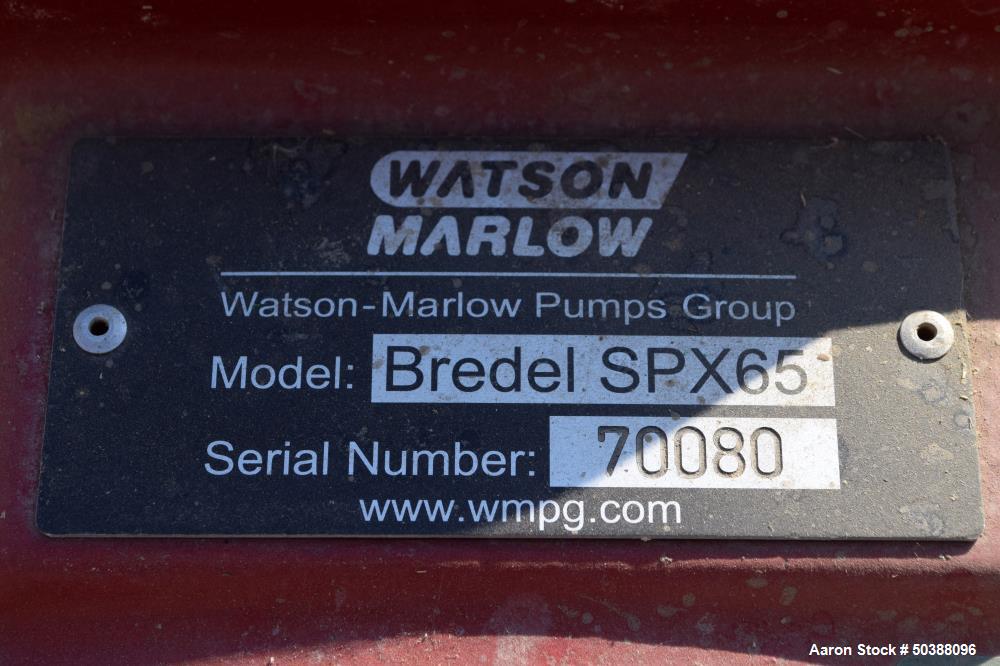 WATSON
MARLOW
Watson-Marlow Pumps Group
Model: Bredel SPX65
Serial Number: 70080
www.wmpg.com
Aaron Stock # 50388096